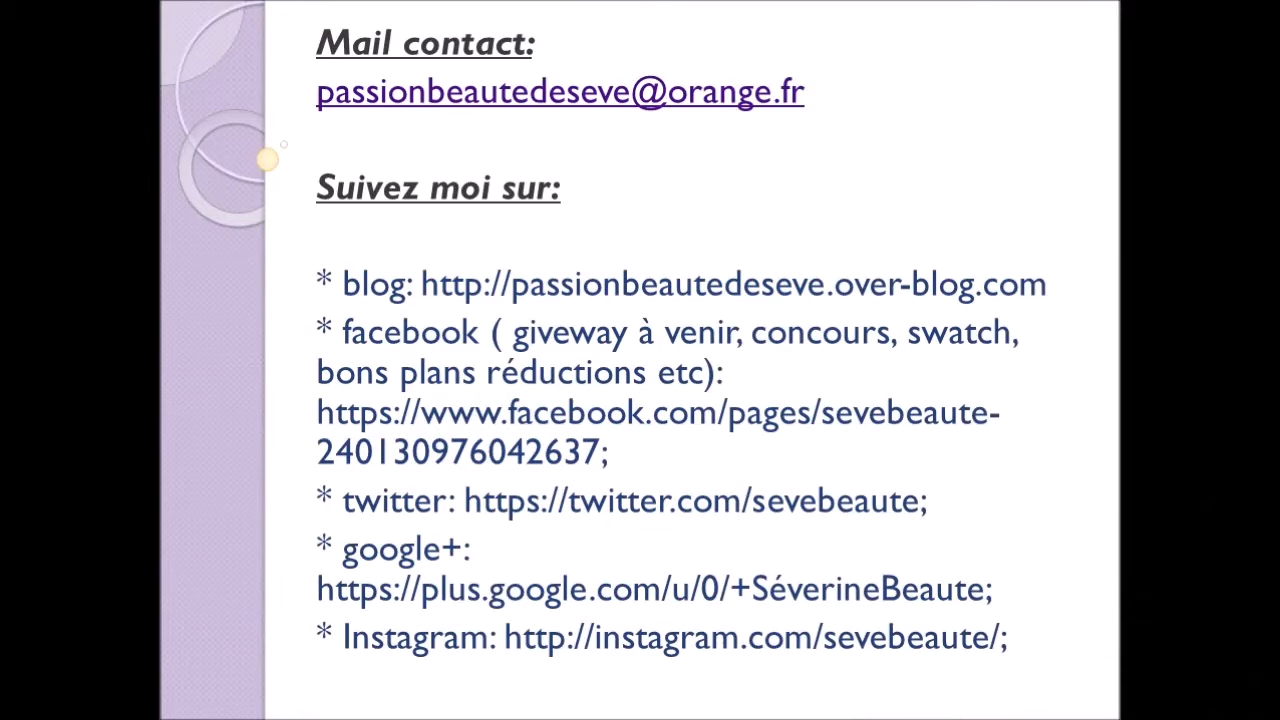 Mail contact:
passionbeautedeseve@orange.fr
Suivez moi sur:
* blog: http://passionbeautedeseve.over-blog.com
* facebook ( giveway à venir, concours, swatch,
bons plans réductions etc):
https://www.facebook.com/pages/sevebeaute-
240130976042637;
* twitter: https://twitter.com/sevebeaute;
* google+:
https://plus.google.com/u/0/+SéverineBeaute;
* Instagram: http://instagram.com/sevebeaute/;